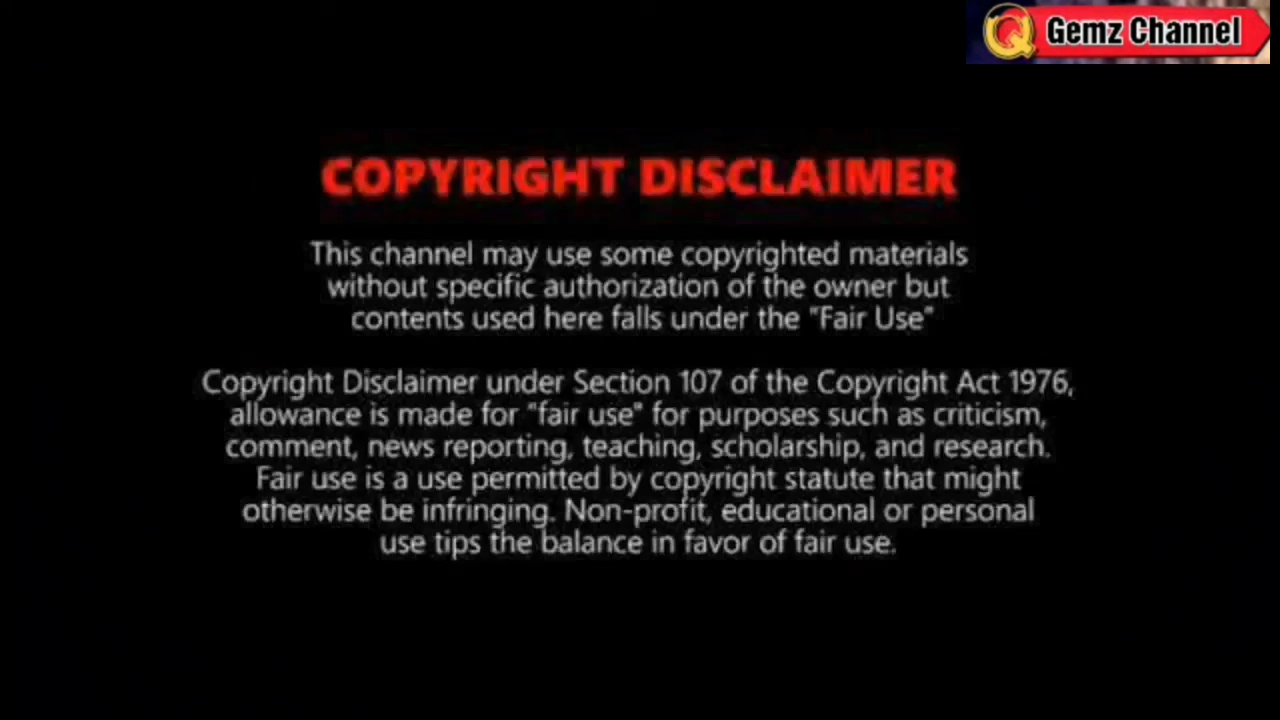 Gemz Channel
COPYRIGHT DISCLAIMER
This channel may use some copyrighted materials
without specific authorization of the owner but
contents used here falls under the "Fair Use"
Copyright Disclaimer under Section 107 of the Copyright Act 1976,
allowance is made for "fair use" for purposes such as criticism,
comment, news reporting, teaching, scholarship, and research.
Fair use is a use permitted by copyright statute that might
otherwise be infringing. Non-profit, educational or personal
use tips the balance in favor of fair use.